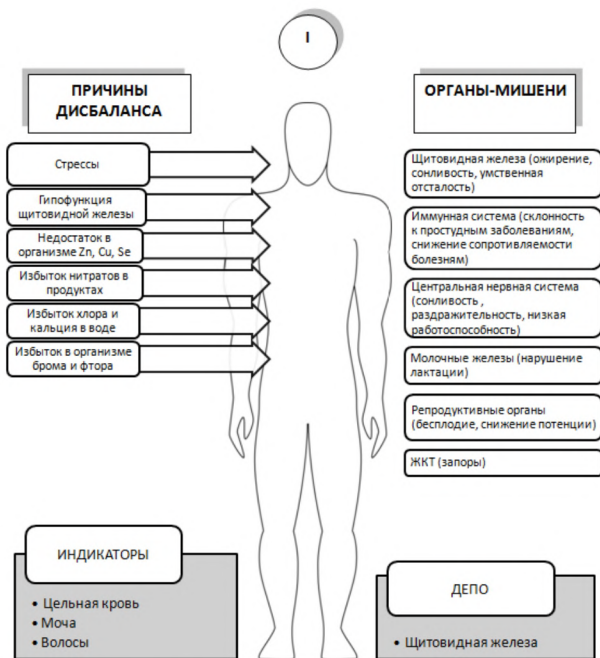 I
ПРИЧИНЫ
ДИСБАЛАНСА
Стрессы
Гипофункция
щитовидной железы
Недостаток в
организме Zn, Cu, Se
Избыток нитратов в
продуктах
Избыток хлора и
кальция в воде
Избыток в организме
брома и фтора
ОРГАНЫ-МИШЕНИ
Щитовидная железа (ожирение,
сонливость, умственная
отсталость)
Иммунная система (склонность
к простудным заболеваниям,
снижение сопротивляемости
болезням)
Центральная нервная система
(сонливость ,
раздражительность, низкая
работоспособность)
Молочные железы (нарушение
лактации)
Репродуктивные органы
(бесплодие, снижение потенции)
ЖКТ (запоры)
ИНДИКАТОРЫ
• Цельная кровь
• Моча
• Волосы
ДЕПО
• Щитовидная железа